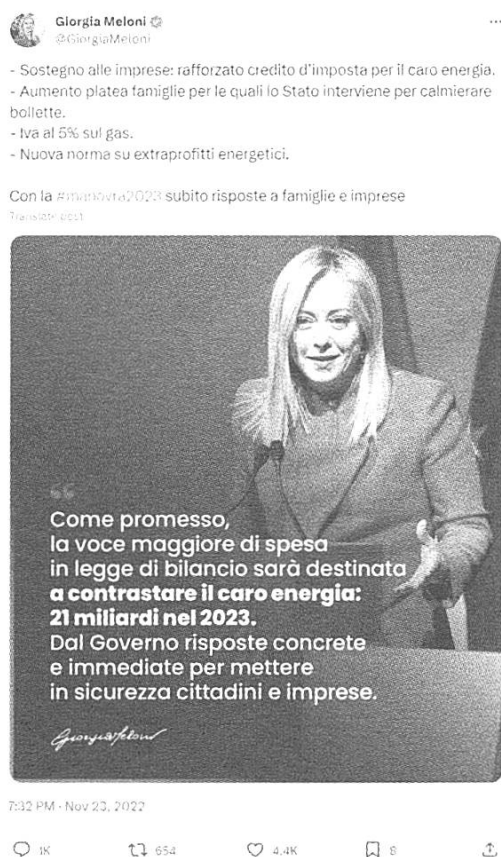 Giorgia Meloni
@GiorgiaMeloni
- Sostegno alle imprese: rafforzato credito d'imposta per il caro energia.
- Aumento platea famiglie per le quali lo Stato interviene per calmierare
bollette.
- Iva al 5% sul gas.
- Nuova norma su extraprofitti energetici.
Con la #manovra2023 subito risposte a famiglie e imprese
Translate post
“
Come promesso,
la voce maggiore di spesa
in legge di bilancio sarà destinata
a contrastare il caro energia:
21 miliardi nel 2023.
Dal Governo risposte concrete
e immediate per mettere
in sicurezza cittadini e imprese.
Giorgia Meloni
7:32 PM · Nov 23, 2022
1K 654 4.4K 8